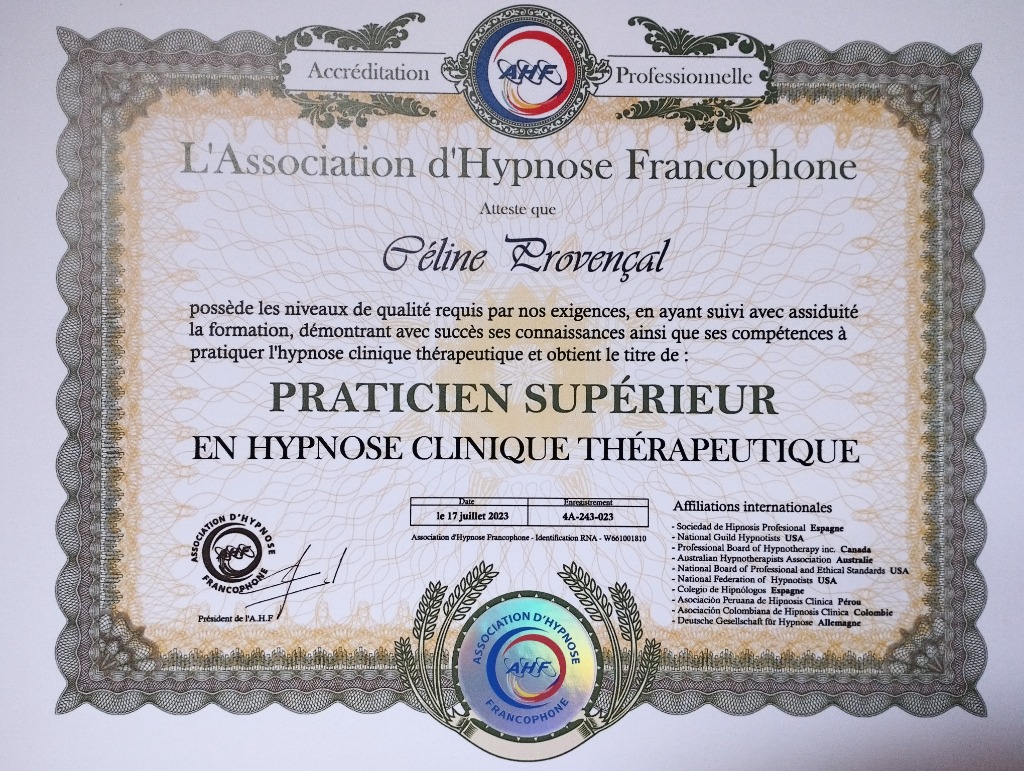 Accréditation
AHF
Professionnelle
L'Association d'Hypnose Francophone
Atteste que
Céline Provençal
possède les niveaux de qualité requis par nos exigences, en ayant suivi avec assiduité
la formation, démontrant avec succès ses connaissances ainsi que ses compétences à
pratiquer l'hypnose clinique thérapeutique et obtient le titre de :
PRATICIEN SUPÉRIEUR
EN HYPNOSE CLINIQUE THÉRAPEUTIQUE
Date Enregistrement
le 17 juillet 2023 4A-243-023
Association d'Hypnose Francophone - Identification RNA - W661001810
Affiliations internationales
- Sociedad de Hipnosis Profesional Espagne
- National Guild Hypnotists USA
- Professional Board of Hypnotherapy inc. Canada
- Australian Hypnotherapists Association Australie
- National Board of Professional and Ethical Standards USA
- National Federation of Hypnotists USA
- Colegio de Hipnólogos Espagne
- Asociación Peruana de Hipnosis Clinica Pérou
- Asociación Colombiana de Hipnosis Clinica Colombie
- Deutsche Gesellschaft für Hypnose Allemagne
ASSOCIATION D'HYPNOSE
AHF
FRANCOPHONE
Président de l'A.H.F
ASSOCIATION D'HYPNOSE
AHF
FRANCOPHONE